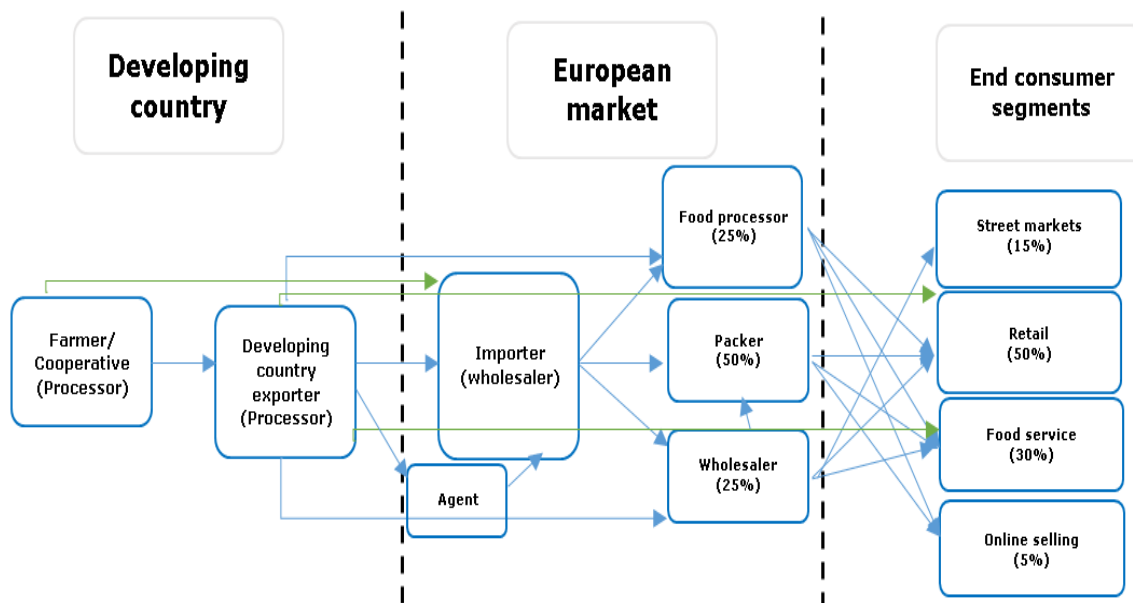 Developing
country
European
market
End consumer
segments
Farmer/
Cooperative
(Processor)
Developing
country
exporter
(Processor)
Agent
Importer
(wholesaler)
Food processor
(25%)
Packer
(50%)
Wholesaler
(25%)
Street markets
(15%)
Retail
(50%)
Food service
(30%)
Online selling
(5%)